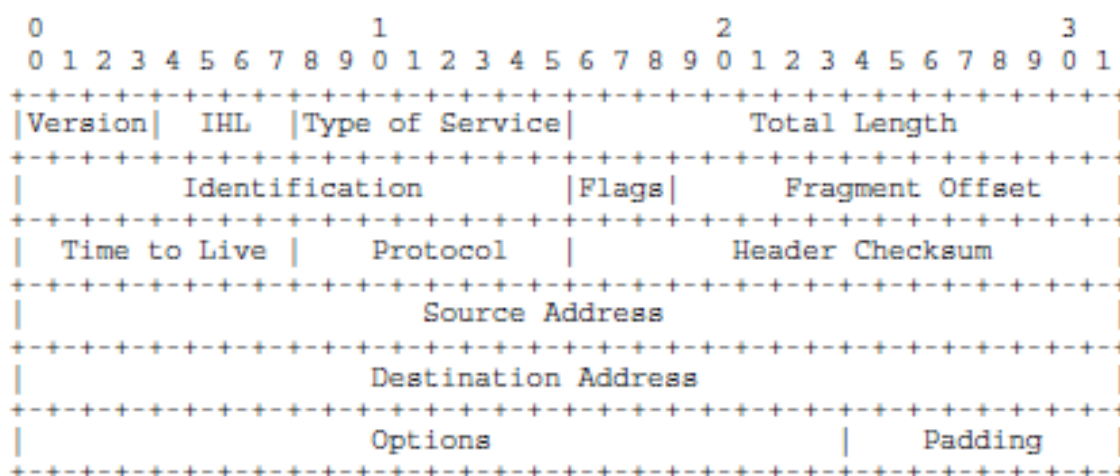 0 1 2 3
0 1 2 3 4 5 6 7 8 9 0 1 2 3 4 5 6 7 8 9 0 1 2 3 4 5 6 7 8 9 0 1
+-+-+-+-+-+-+-+-+-+-+-+-+-+-+-+-+-+-+-+-+-+-+-+-+-+-+-+-+-+-+-+-
|Version| IHL |Type of Service| Total Length |
+-+-+-+-+-+-+-+-+-+-+-+-+-+-+-+-+-+-+-+-+-+-+-+-+-+-+-+-+-+-+-+-
| Identification |Flags| Fragment Offset |
+-+-+-+-+-+-+-+-+-+-+-+-+-+-+-+-+-+-+-+-+-+-+-+-+-+-+-+-+-+-+-+-
| Time to Live | Protocol | Header Checksum |
+-+-+-+-+-+-+-+-+-+-+-+-+-+-+-+-+-+-+-+-+-+-+-+-+-+-+-+-+-+-+-+-
| Source Address |
+-+-+-+-+-+-+-+-+-+-+-+-+-+-+-+-+-+-+-+-+-+-+-+-+-+-+-+-+-+-+-+-
| Destination Address |
+-+-+-+-+-+-+-+-+-+-+-+-+-+-+-+-+-+-+-+-+-+-+-+-+-+-+-+-+-+-+-+-
| Options | Padding |
+-+-+-+-+-+-+-+-+-+-+-+-+-+-+-+-+-+-+-+-+-+-+-+-+-+-+-+-+-+-+-+-